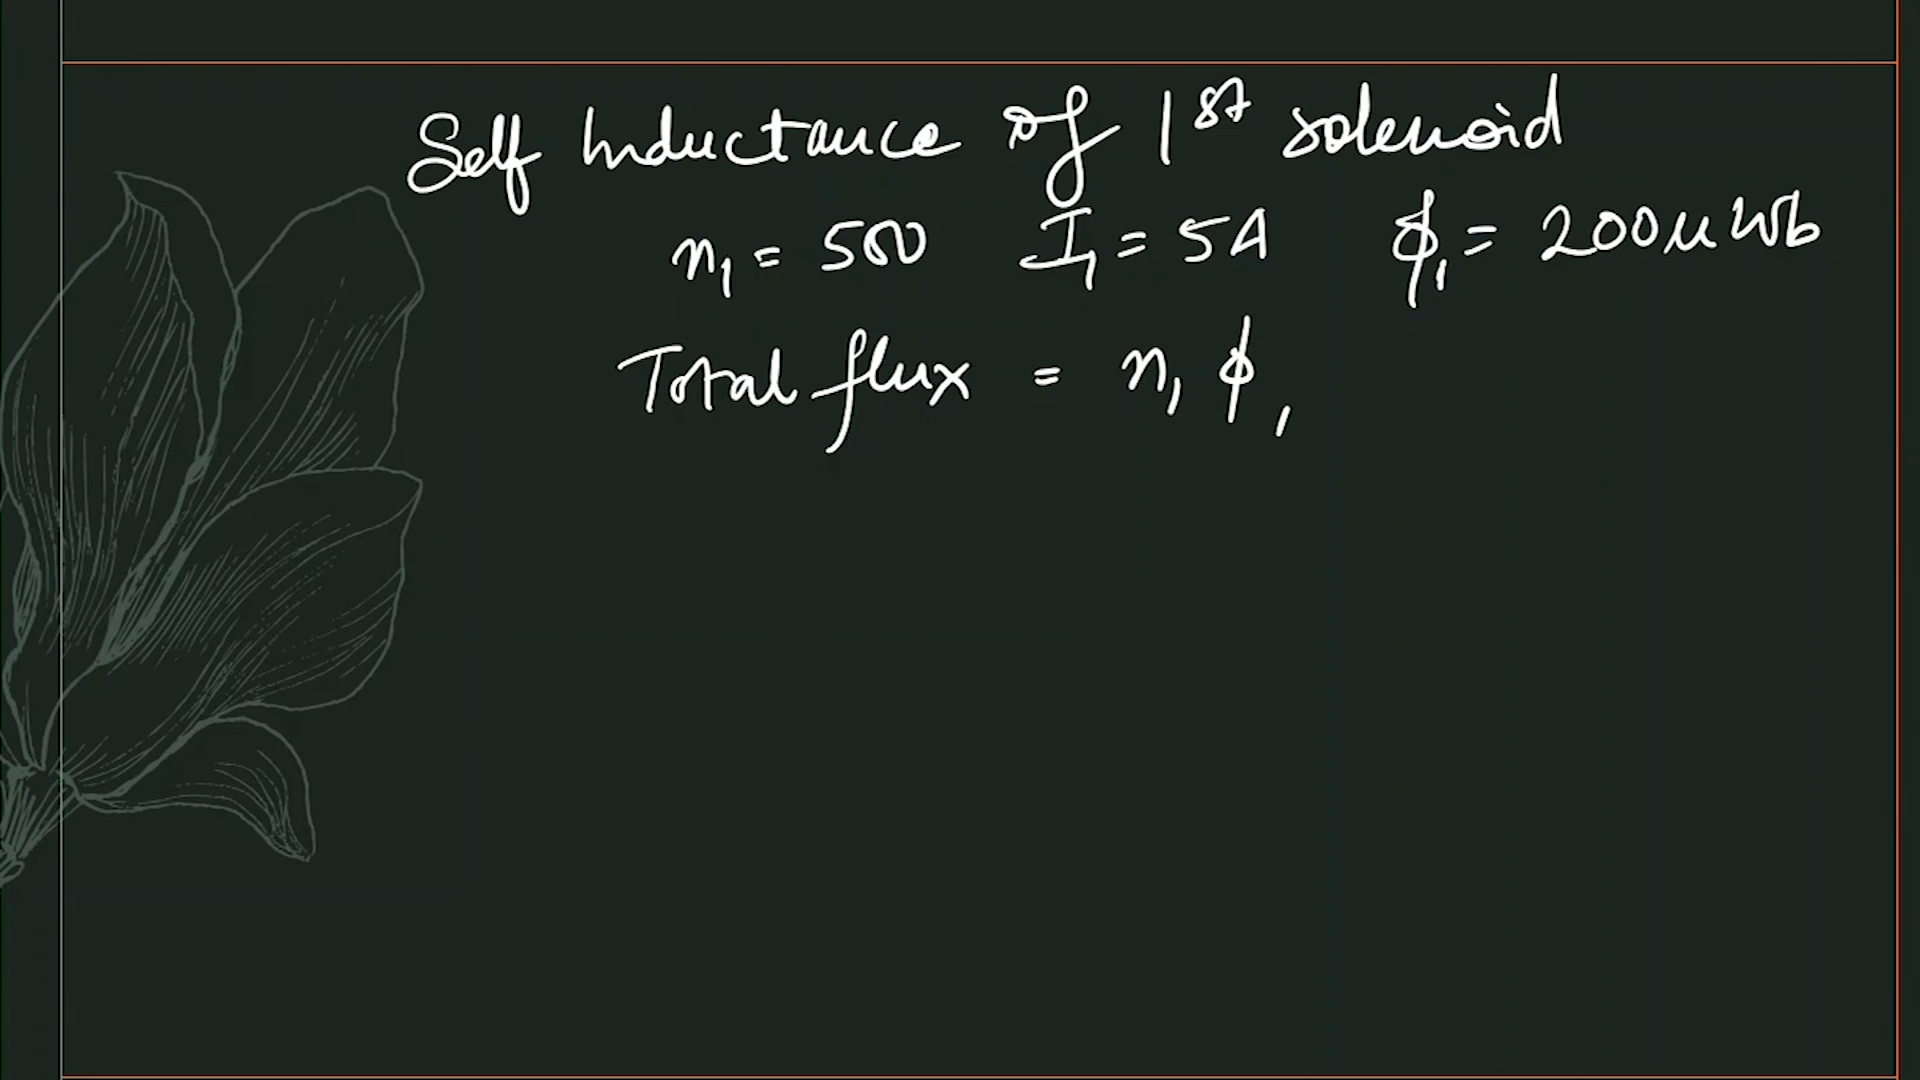 Self Inductance of 1st solenoid
n₁ = 500 I₁ = 5A ϕ₁ = 200μWb
Total flux = n₁ ϕ₁